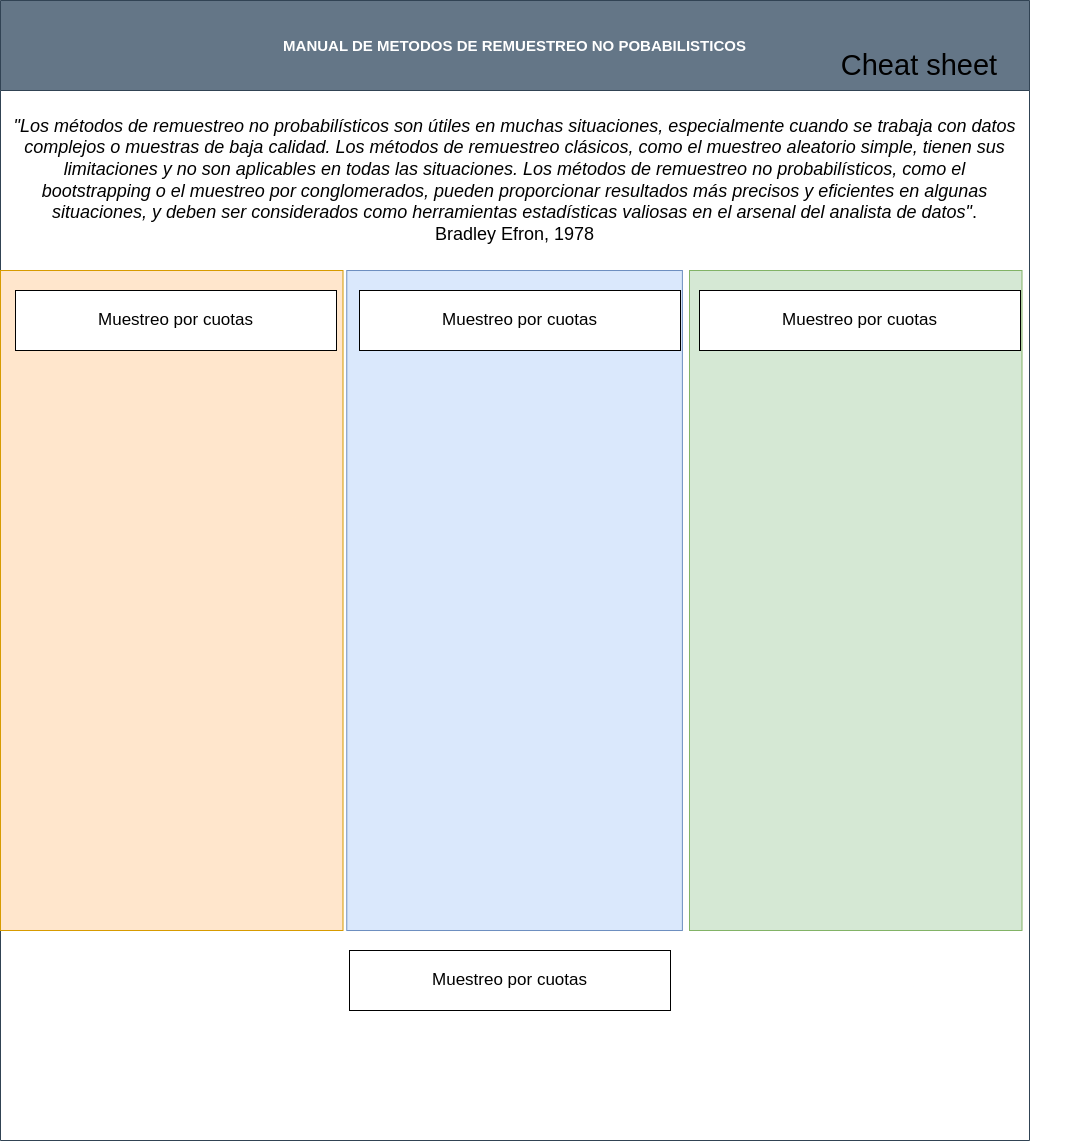 MANUAL DE METODOS DE REMUESTREO NO POBABILISTICOS
Cheat sheet
"Los métodos de remuestreo no probabilísticos son útiles en muchas situaciones, especialmente cuando se trabaja con datos
complejos o muestras de baja calidad. Los métodos de remuestreo clásicos, como el muestreo aleatorio simple, tienen sus
limitaciones y no son aplicables en todas las situaciones. Los métodos de remuestreo no probabilísticos, como el
bootstrapping o el muestreo por conglomerados, pueden proporcionar resultados más precisos y eficientes en algunas
situaciones, y deben ser considerados como herramientas estadísticas valiosas en el arsenal del analista de datos".
Bradley Efron, 1978
Muestreo por cuotas
Muestreo por cuotas
Muestreo por cuotas
Muestreo por cuotas